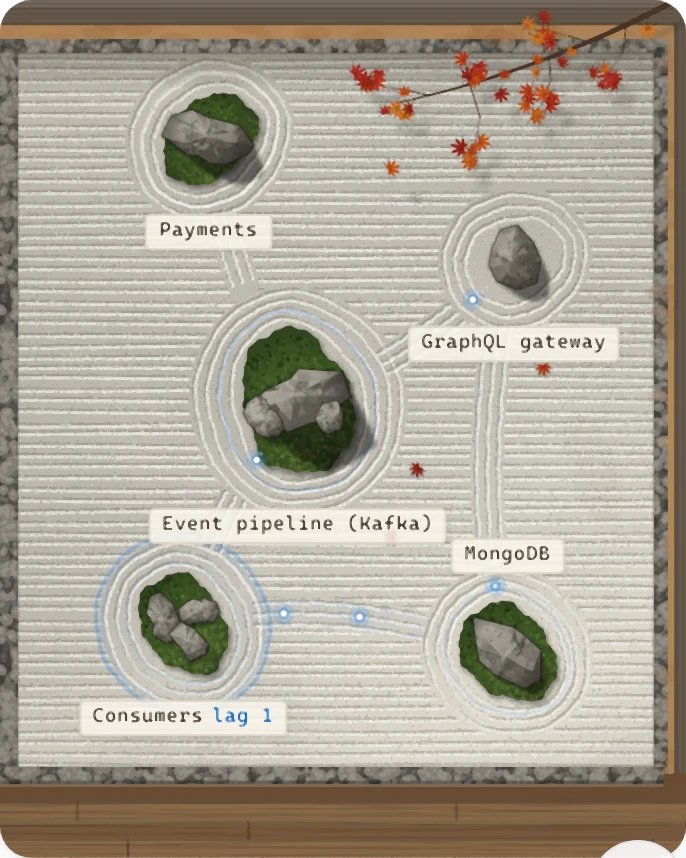 Payments
GraphQL gateway
Event pipeline (Kafka)
MongoDB
Consumers lag 1